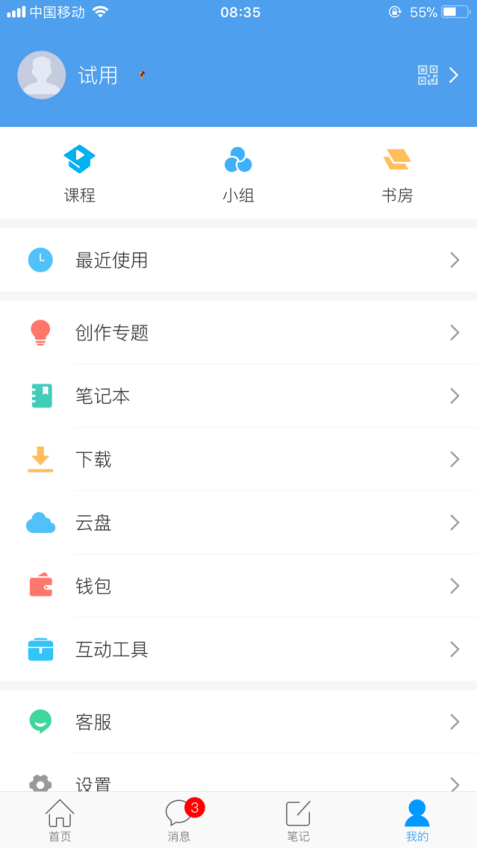 中国移动 08:35 55%
试用
课程 小组 书房
最近使用
创作专题
笔记本
下载
云盘
钱包
互动工具
客服
设置
3
首页 消息 笔记 我的